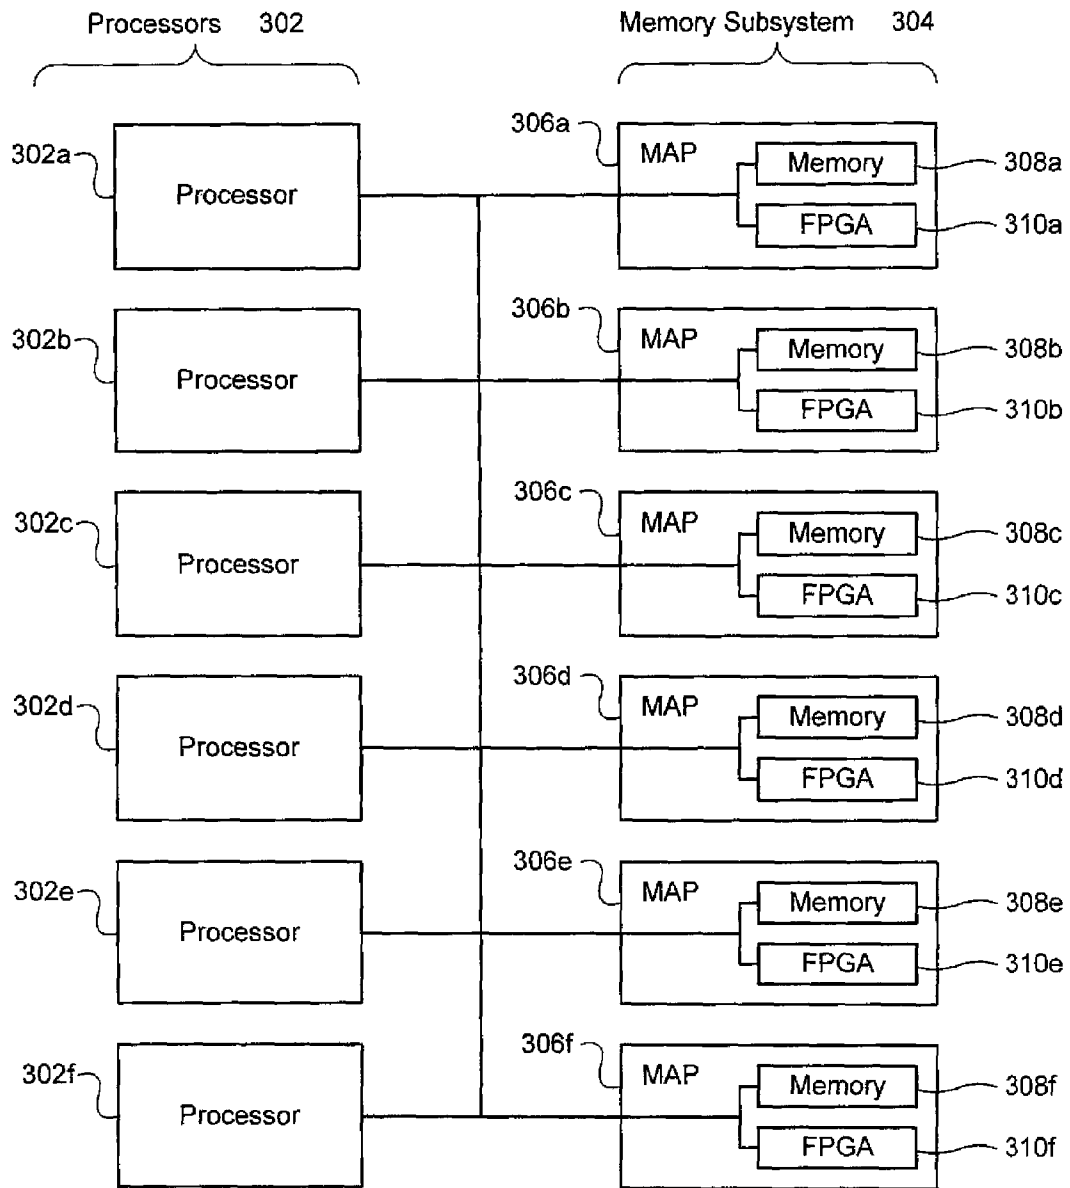 Processors 302
Memory Subsystem 304
306a
302a
Processor
MAP
Memory
308a
FPGA
310a
306b
302b
Processor
MAP
Memory
308b
FPGA
310b
306c
302c
Processor
MAP
Memory
308c
FPGA
310c
306d
302d
Processor
MAP
Memory
308d
FPGA
310d
306e
302e
Processor
MAP
Memory
308e
FPGA
310e
306f
302f
Processor
MAP
Memory
308f
FPGA
310f